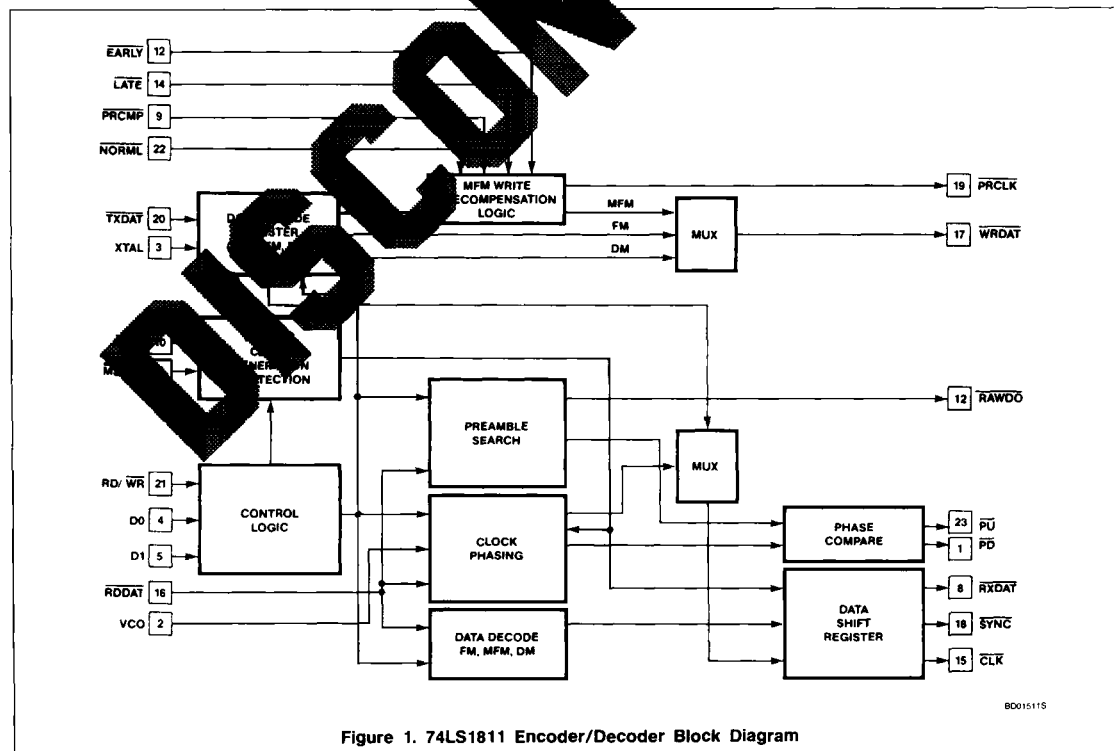 EARLY 12
LATE 14
PRCMP 9
NORML 22
MFM WRITE
LOGIC
19 PRCLK
MFM
FM
DM
MUX
17 WRDAT
TXDAT 20
XTAL 3
DISCON
PREAMBLE
SEARCH
12 RAWDO
MUX
RD/WR 21
D0 4
D1 5
CONTROL
LOGIC
CLOCK
PHASING
PHASE
COMPARE
23 PU
1 PD
RDDAT 16
VCO 2
DATA DECODE
FM, MFM, DM
DATA
SHIFT
REGISTER
8 RXDAT
18 SYNC
15 CLK
BD01511S
Figure 1. 74LS1811 Encoder/Decoder Block Diagram